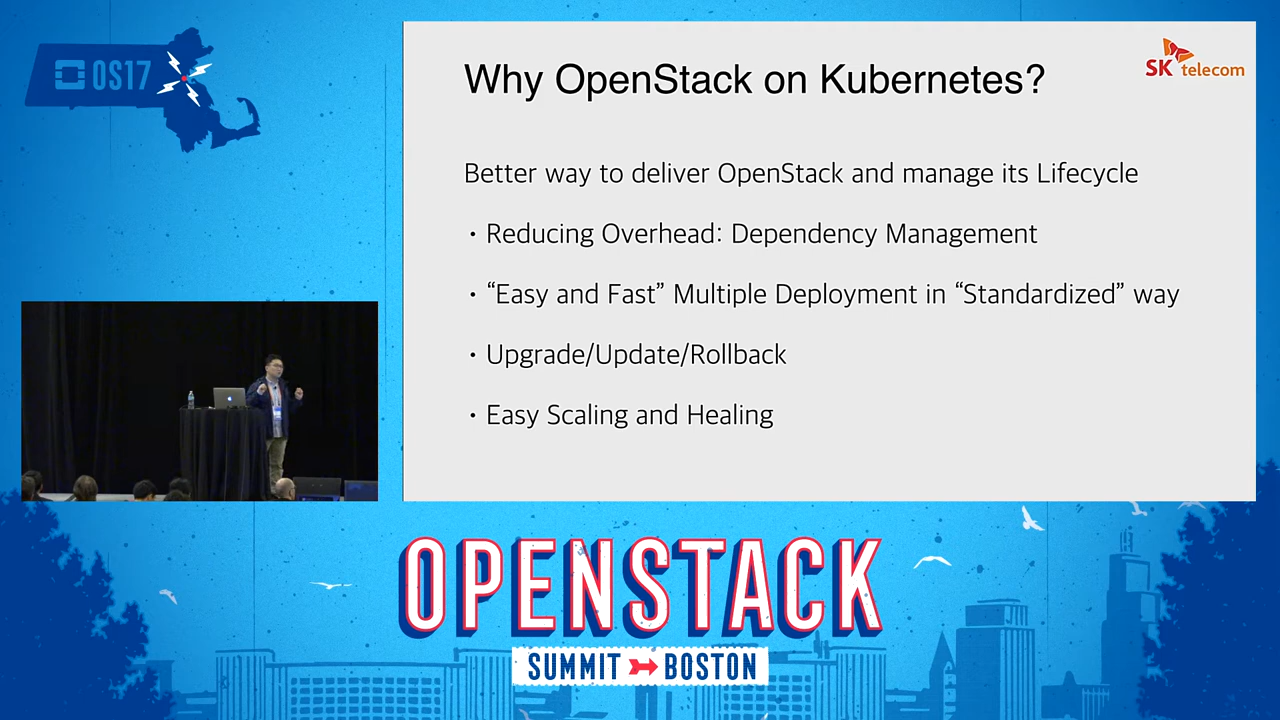 OS17
Why OpenStack on Kubernetes?
SK telecom
Better way to deliver OpenStack and manage its Lifecycle
• Reducing Overhead: Dependency Management
• “Easy and Fast” Multiple Deployment in “Standardized” way
• Upgrade/Update/Rollback
• Easy Scaling and Healing
OPENSTACK
SUMMIT BOSTON